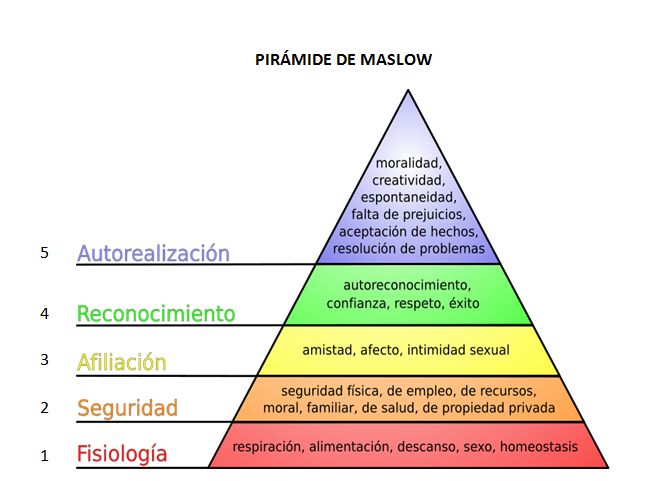 PIRÁMIDE DE MASLOW
moralidad,
creatividad,
espontaneidad,
falta de prejuicios,
aceptación de hechos,
resolución de problemas
5 Autorealización
autoreconocimiento,
confianza, respeto, éxito
4 Reconocimiento
amistad, afecto, intimidad sexual
3 Afiliación
seguridad física, de empleo, de recursos,
moral, familiar, de salud, de propiedad privada
2 Seguridad
respiración, alimentación, descanso, sexo, homeostasis
1 Fisiología